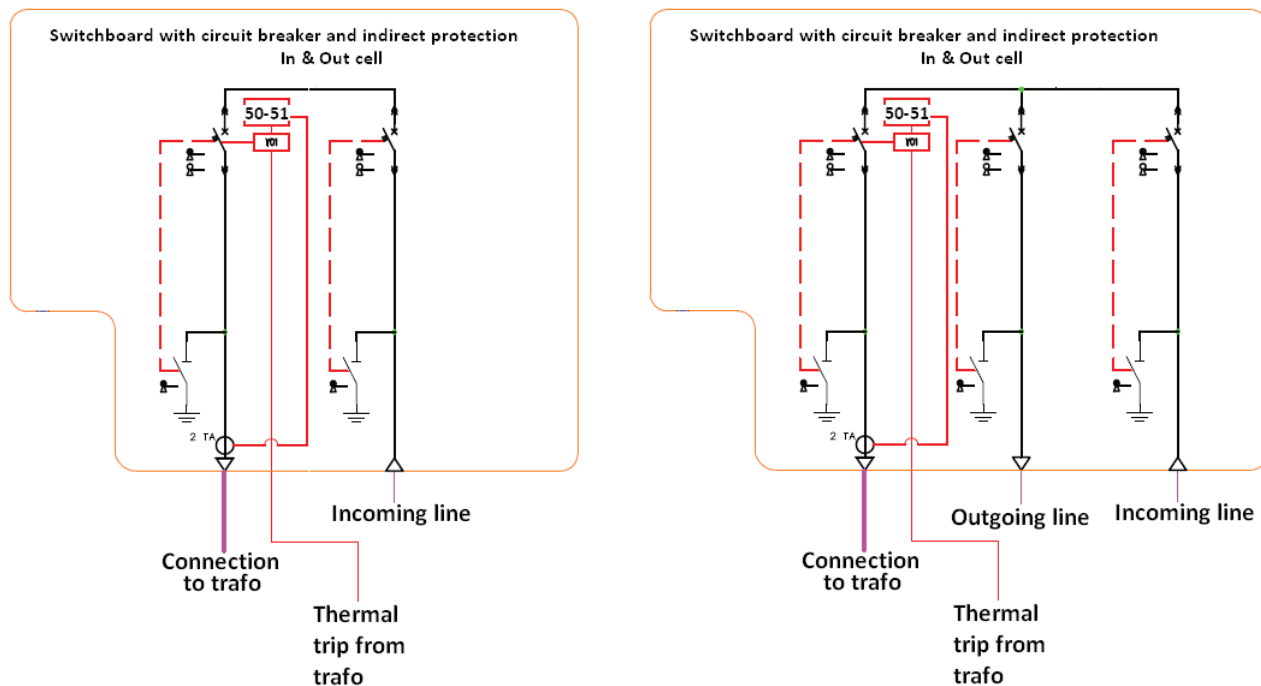 Switchboard with circuit breaker and indirect protection
In & Out cell
50-51
YO1
2 TA
Incoming line
Connection
to trafo
Thermal
trip from
trafo
Switchboard with circuit breaker and indirect protection
In & Out cell
50-51
YO1
2 TA
Outgoing line
Incoming line
Connection
to trafo
Thermal
trip from
trafo